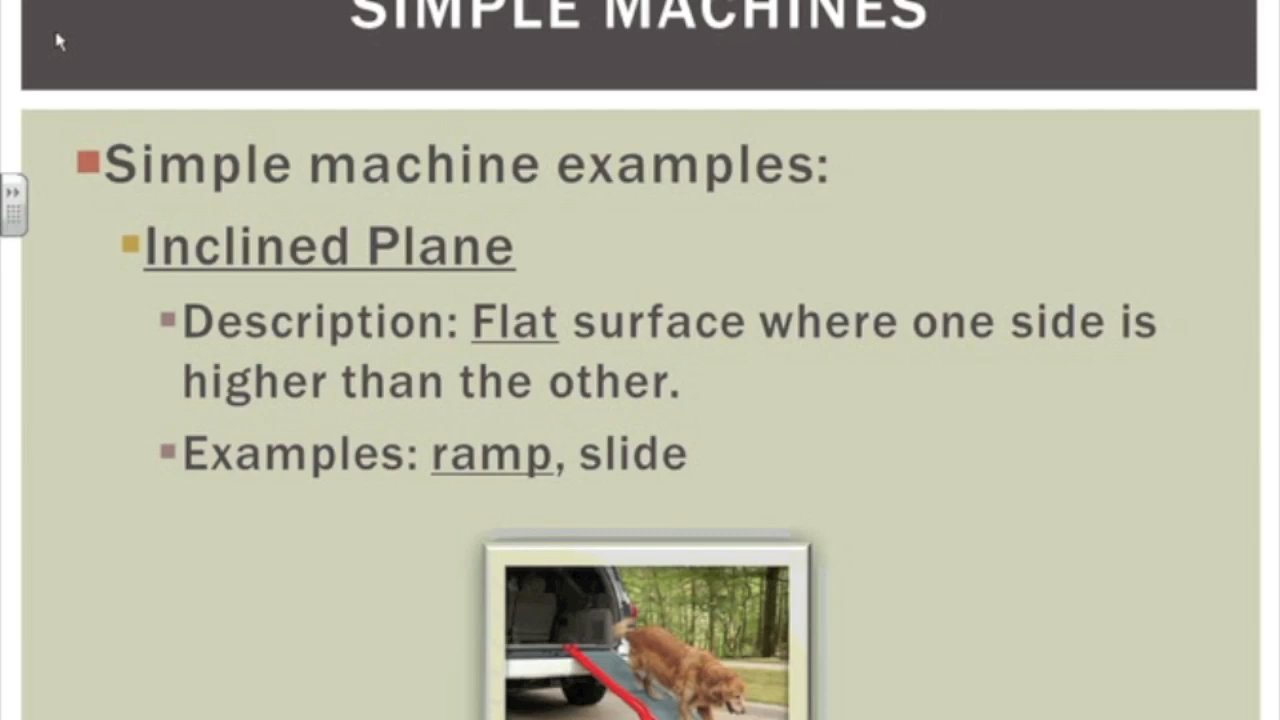 SIMPLE MACHINES
Simple machine examples:
Inclined Plane
Description: Flat surface where one side is
higher than the other.
Examples: ramp, slide